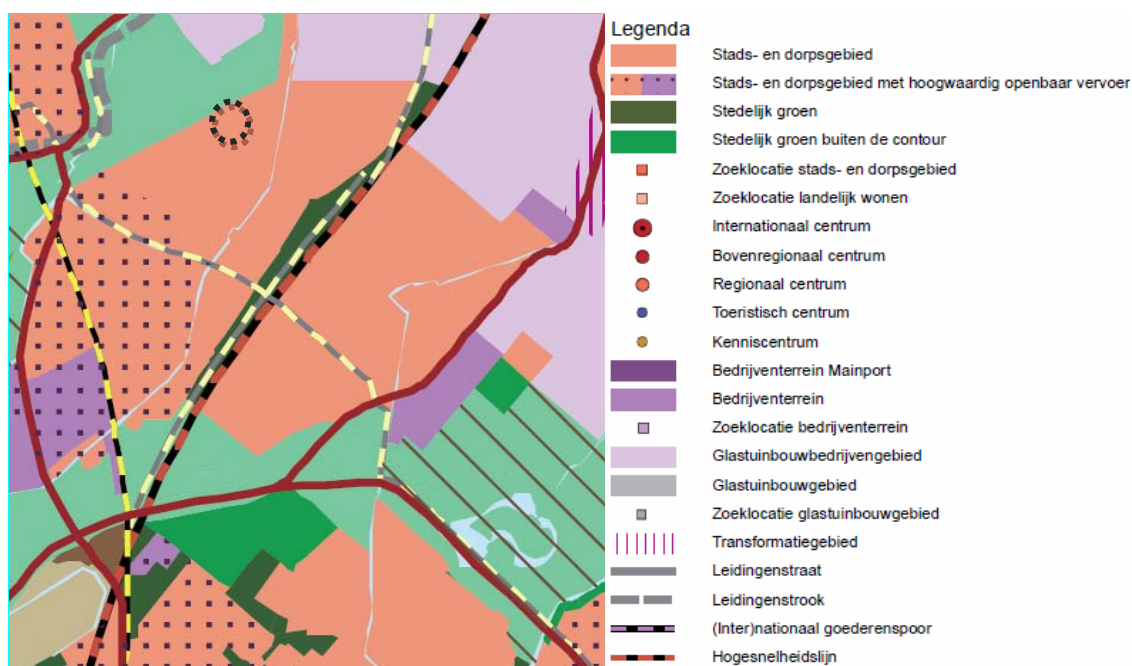 Legenda
Stads- en dorpsgebied
Stads- en dorpsgebied met hoogwaardig openbaar vervoer
Stedelijk groen
Stedelijk groen buiten de contour
Zoeklocatie stads- en dorpsgebied
Zoeklocatie landelijk wonen
Internationaal centrum
Bovenregionaal centrum
Regionaal centrum
Toeristisch centrum
Kenniscentrum
Bedrijventerrein Mainport
Bedrijventerrein
Zoeklocatie bedrijventerrein
Glastuinbouwbedrijvengebied
Glastuinbouwgebied
Zoeklocatie glastuinbouwgebied
Transformatiegebied
Leidingenstraat
Leidingenstrook
(Inter)nationaal goederenspoor
Hogesnelheidslijn